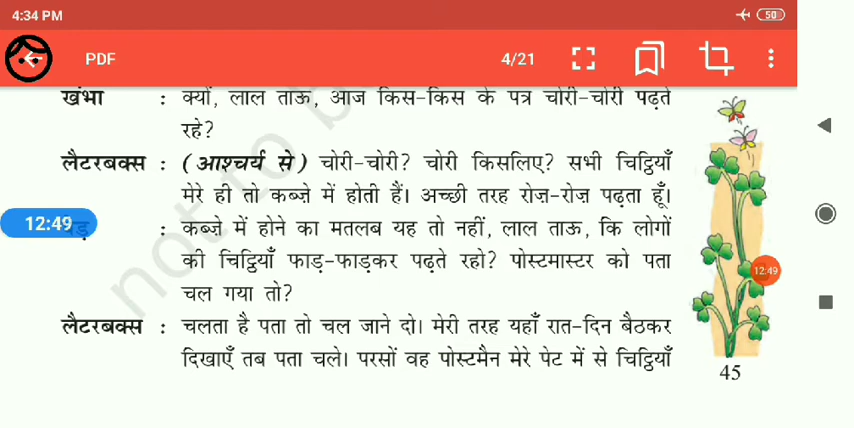 4:34 PM
50
PDF
4/21
खंभा : क्यों, लाल ताऊ, आज किस-किस के पत्र चोरी-चोरी पढ़ते
रहे?
लैटरबक्स : (आश्चर्य से) चोरी-चोरी? चोरी किसलिए? सभी चिट्ठियाँ
मेरे ही तो कब्ज़े में होती हैं। अच्छी तरह रोज़-रोज़ पढ़ता हूँ।
12:49
: कब्ज़े में होने का मतलब यह तो नहीं, लाल ताऊ, कि लोगों
की चिट्ठियाँ फाड़-फाड़कर पढ़ते रहो? पोस्टमास्टर को पता
12:49
चल गया तो?
लैटरबक्स : चलता है पता तो चल जाने दो। मेरी तरह यहाँ रात-दिन बैठकर
दिखाएँ तब पता चले। परसों वह पोस्टमैन मेरे पेट में से चिट्ठियाँ
45
not to b